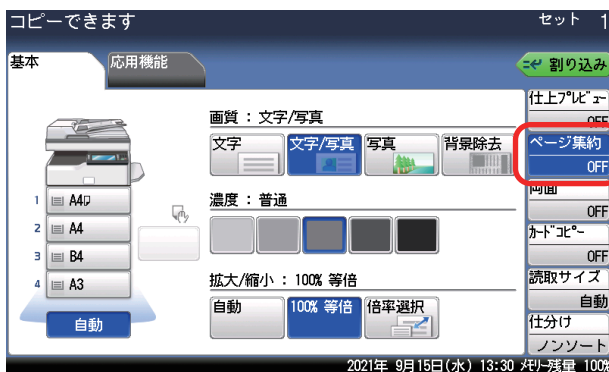 コピーできます
セット 1
基本
応用機能
割り込み
画質：文字/写真
文字
文字/写真
写真
背景除去
濃度：普通
拡大/縮小：100% 等倍
自動
100% 等倍
倍率選択
1 A4
2 A4
3 B4
4 A3
自動
仕上プレビュー
OFF
ページ集約
OFF
両面
OFF
カードコピー
OFF
読取サイズ
自動
仕分け
ノンソート
2021年 9月15日(水) 13:30 メモリー残量 100%